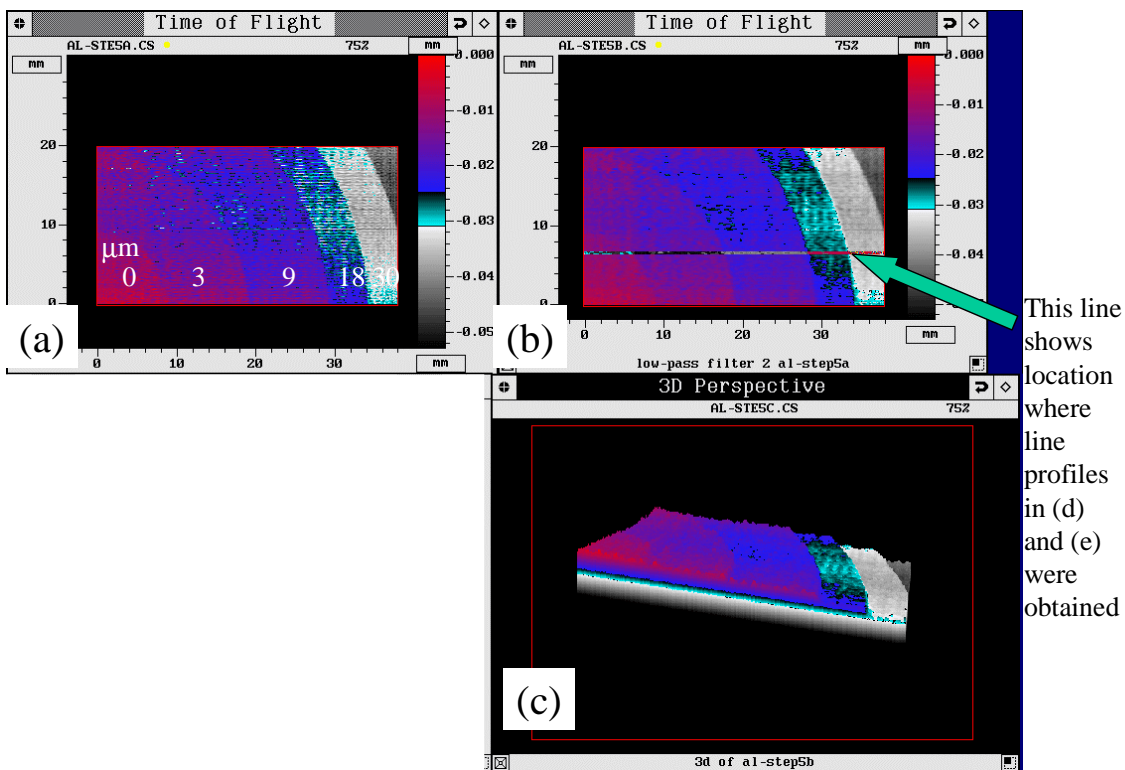 Time of Flight
AL-STE5A.CS 75% mm
mm
0.000
-0.01
-0.02
-0.03
-0.04
-0.05
20
10
0
μm
0 3 9 18 30
(a)
0 10 20 30 mm
Time of Flight
AL-STE5B.CS 75% mm
mm
0.000
-0.01
-0.02
-0.03
-0.04
20
10
0
(b)
0 10 20 30 mm
low-pass filter 2 al-step5a
This line
shows
location
where
line
profiles
in (d)
and (e)
were
obtained
3D Perspective
AL-STE5C.CS 75%
(c)
3d of al-step5b